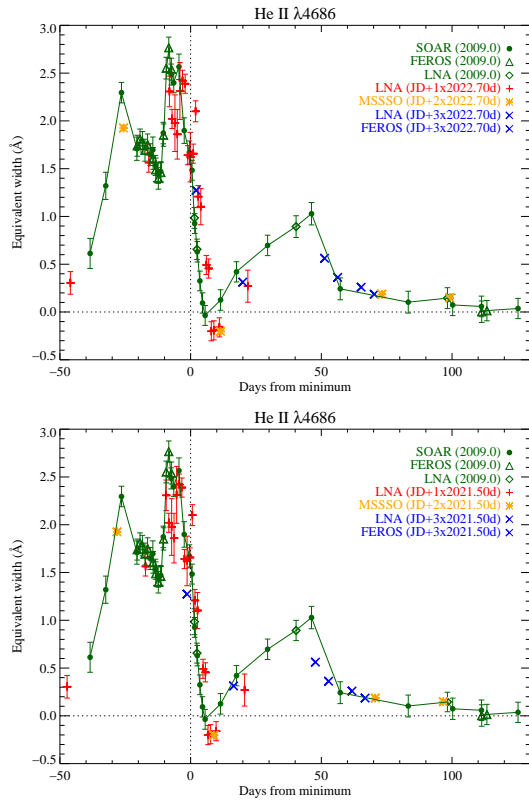 He II λ4686
3.0
2.5
2.0
1.5
1.0
0.5
0.0
−0.5
Equivalent width (Å)
SOAR (2009.0)
FEROS (2009.0)
LNA (2009.0)
LNA (JD+1x2022.70d)
MSSSO (JD+2x2022.70d)
LNA (JD+3x2022.70d)
FEROS (JD+3x2022.70d)
−50 0 50 100
Days from minimum
He II λ4686
3.0
2.5
2.0
1.5
1.0
0.5
0.0
−0.5
Equivalent width (Å)
SOAR (2009.0)
FEROS (2009.0)
LNA (2009.0)
LNA (JD+1x2021.50d)
MSSSO (JD+2x2021.50d)
LNA (JD+3x2021.50d)
FEROS (JD+3x2021.50d)
−50 0 50 100
Days from minimum